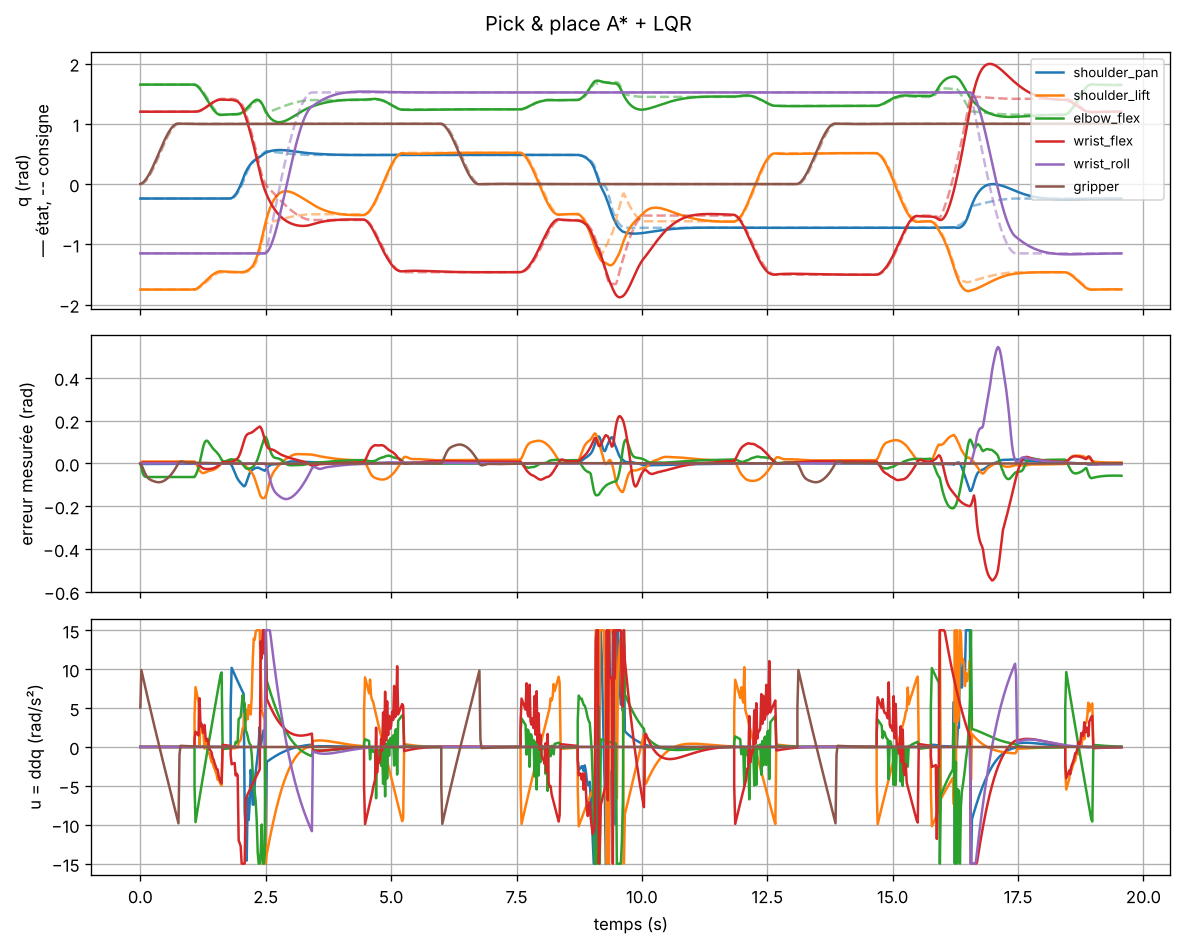 Pick & place A* + LQR
q (rad)
— état, -- consigne
2
1
0
−1
−2
shoulder_pan
shoulder_lift
elbow_flex
wrist_flex
wrist_roll
gripper
erreur mesurée (rad)
0.4
0.2
0.0
−0.2
−0.4
−0.6
u = ddq (rad/s²)
15
10
5
0
−5
−10
−15
0.0 2.5 5.0 7.5 10.0 12.5 15.0 17.5 20.0
temps (s)